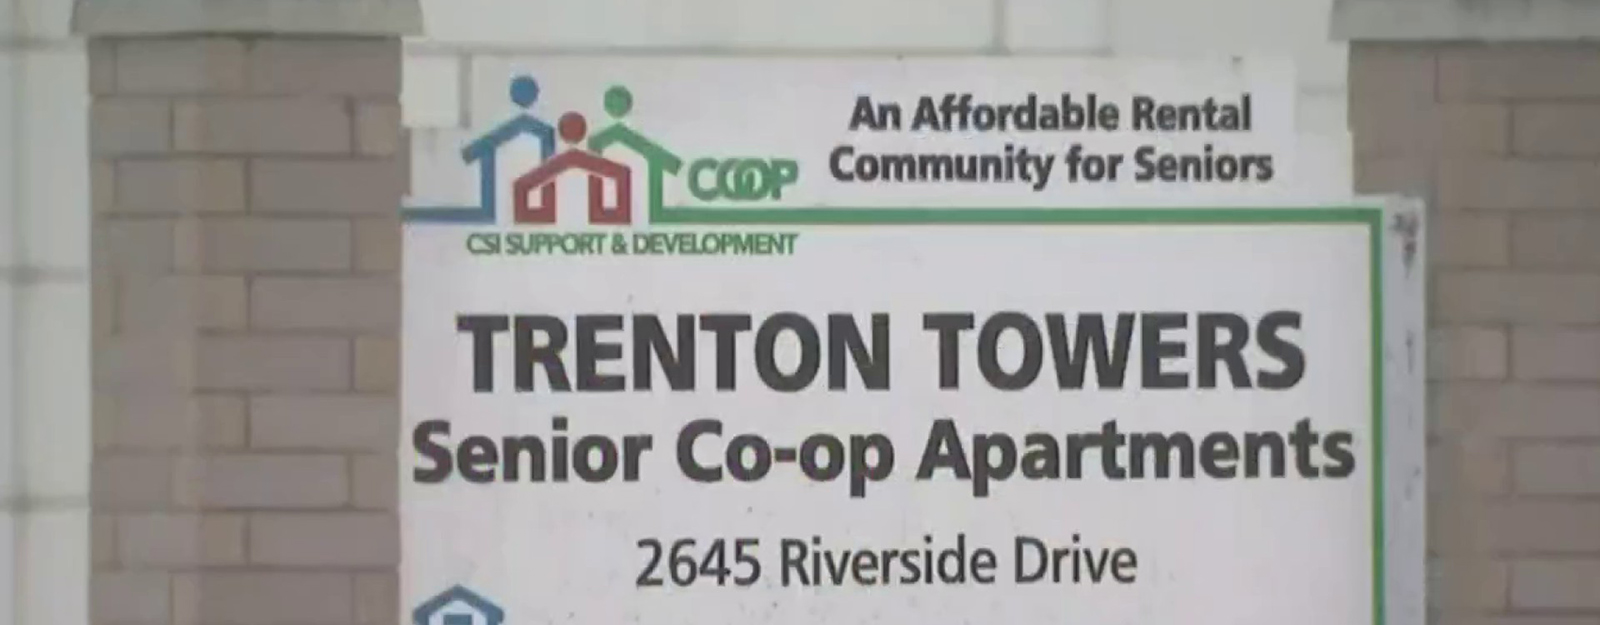 An Affordable Rental
Community for Seniors
COOP
CSI SUPPORT & DEVELOPMENT
TRENTON TOWERS
Senior Co-op Apartments
2645 Riverside Drive